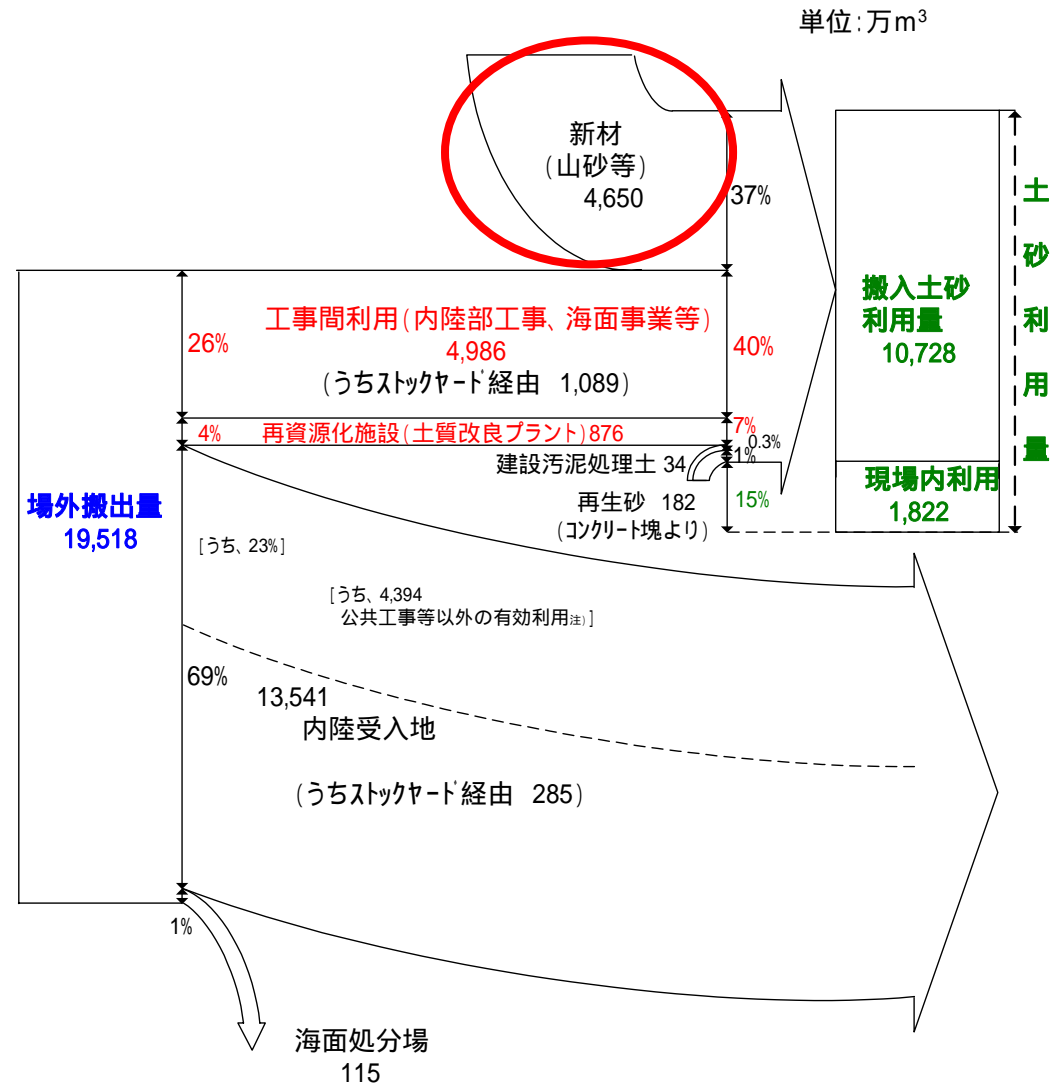 単位:万m³
新材
(山砂等)
4,650
37%
土砂利用量
搬入土砂
利用量
10,728
工事間利用(内陸部工事、海面事業等)
26%
4,986
40%
(うちストックヤード経由 1,089)
4%
再資源化施設(土質改良プラント)876
7%
0.3%
建設汚泥処理土 34
1%
現場内利用
1,822
再生砂 182
15%
(コンクリート塊より)
場外搬出量
19,518
[うち、23%]
[うち、4,394
公共工事等以外の有効利用注)]
69%
13,541
内陸受入地
(うちストックヤード経由 285)
1%
海面処分場
115